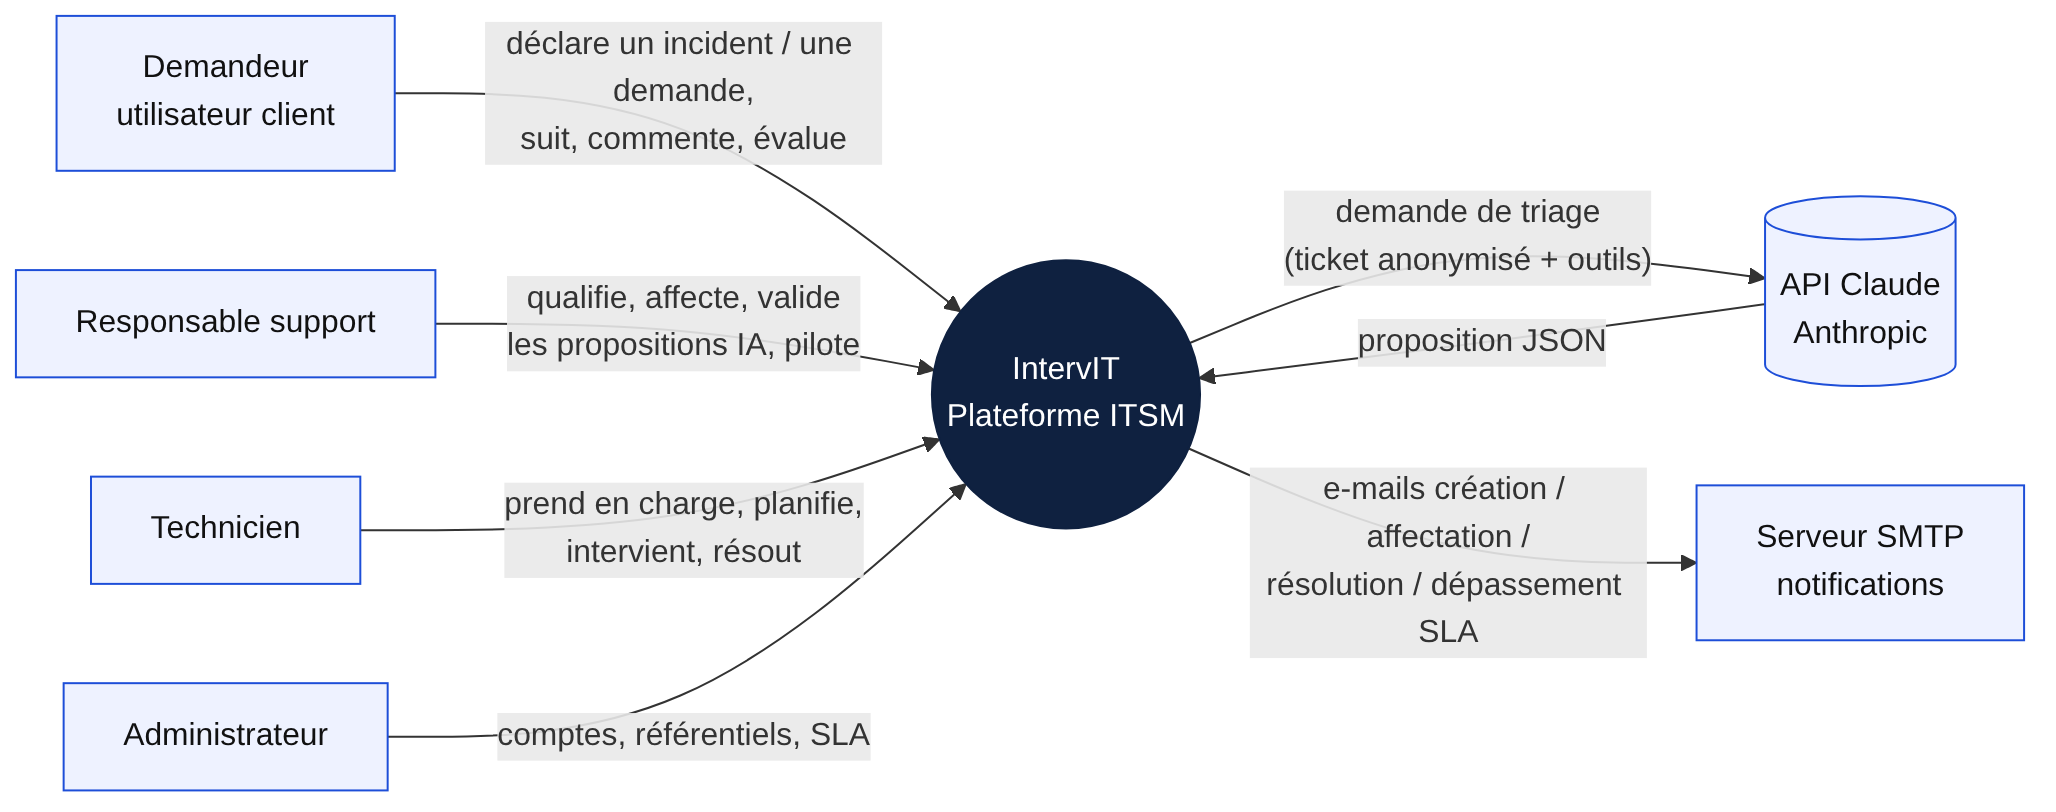 Demandeur
utilisateur client
déclare un incident / une
demande,
suit, commente, évalue
Responsable support
qualifie, affecte, valide
les propositions IA, pilote
Technicien
prend en charge, planifie,
intervient, résout
Administrateur
comptes, référentiels, SLA
IntervIT
Plateforme ITSM
demande de triage
(ticket anonymisé + outils)
proposition JSON
API Claude
Anthropic
e-mails création /
affectation /
résolution / dépassement
SLA
Serveur SMTP
notifications